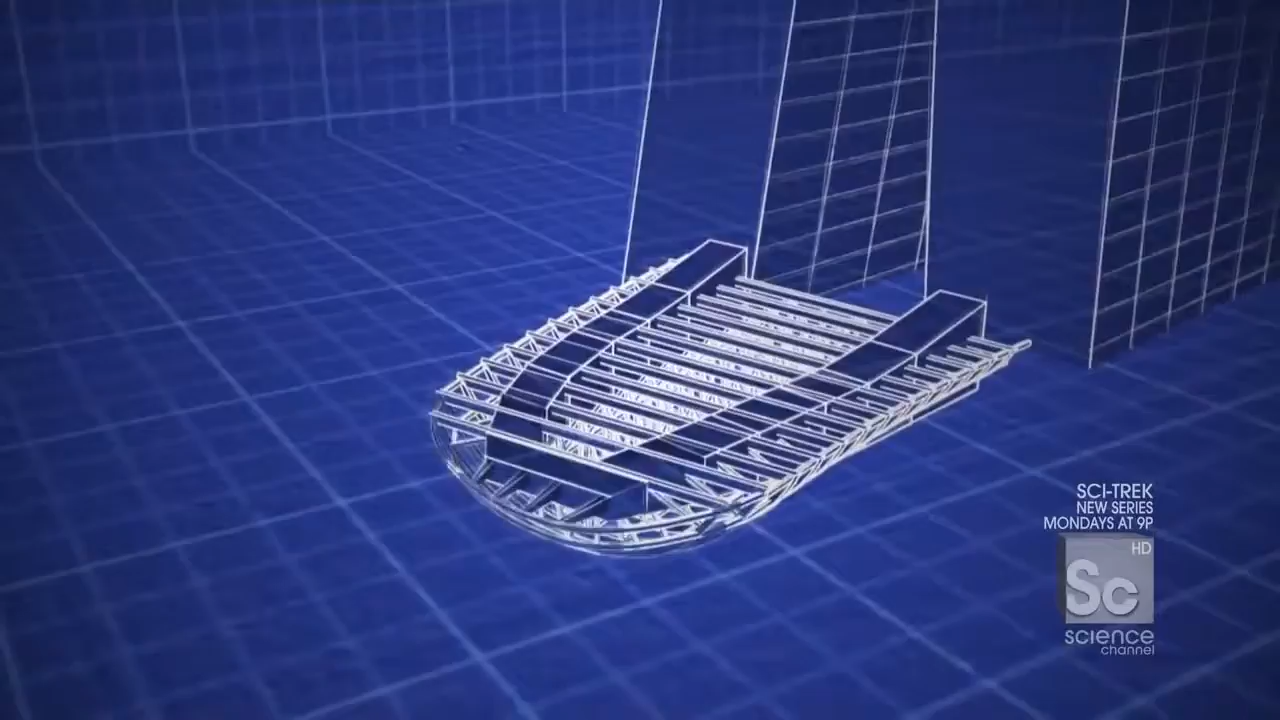 SCI-TREK
NEW SERIES
MONDAYS AT 9P
HD
Sc
science
channel